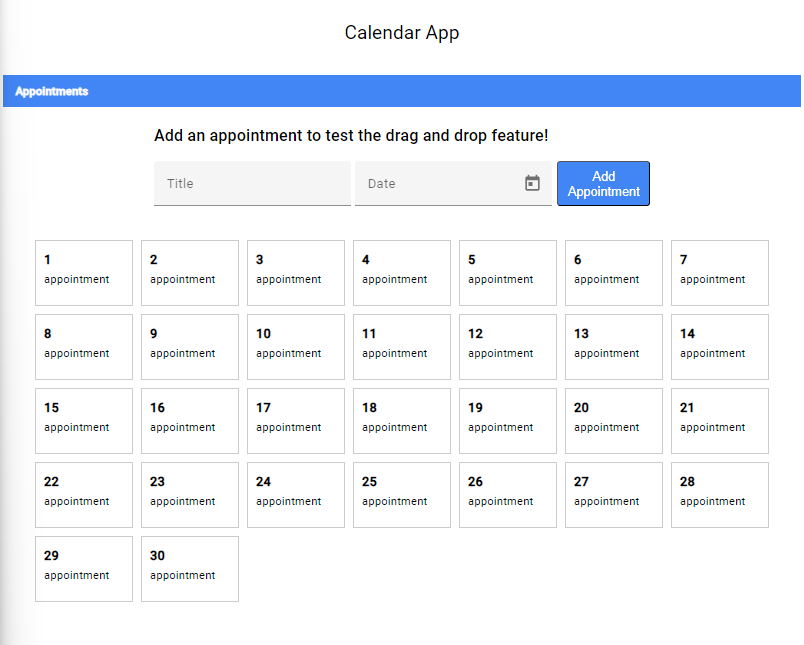 Calendar App
Appointments
Add an appointment to test the drag and drop feature!
Title Date Add
Appointment
1 2 3 4 5 6 7
appointment appointment appointment appointment appointment appointment appointment
8 9 10 11 12 13 14
appointment appointment appointment appointment appointment appointment appointment
15 16 17 18 19 20 21
appointment appointment appointment appointment appointment appointment appointment
22 23 24 25 26 27 28
appointment appointment appointment appointment appointment appointment appointment
29 30
appointment appointment